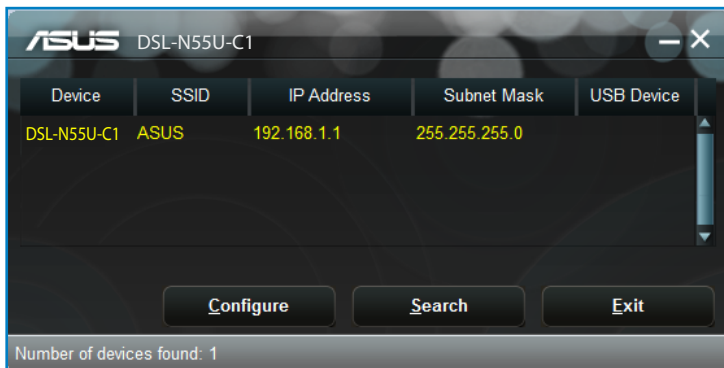 ASUS DSL-N55U-C1
Device SSID IP Address Subnet Mask USB Device
DSL-N55U-C1 ASUS 192.168.1.1 255.255.255.0
Configure Search Exit
Number of devices found: 1